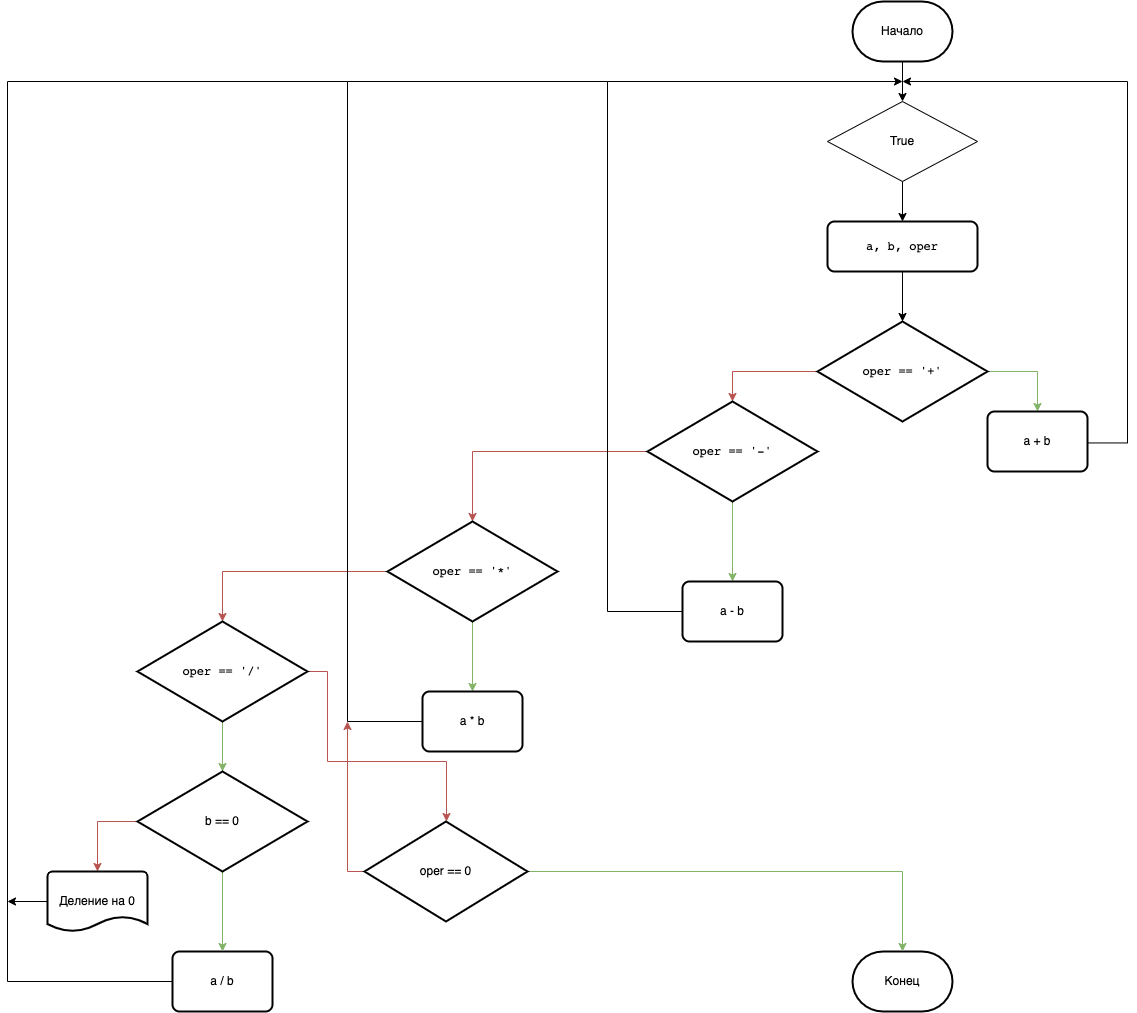 Начало
True
a, b, oper
oper == '+'
a + b
oper == '-'
a - b
oper == '*'
a * b
oper == '/'
b == 0
Деление на 0
a / b
oper == 0
Конец